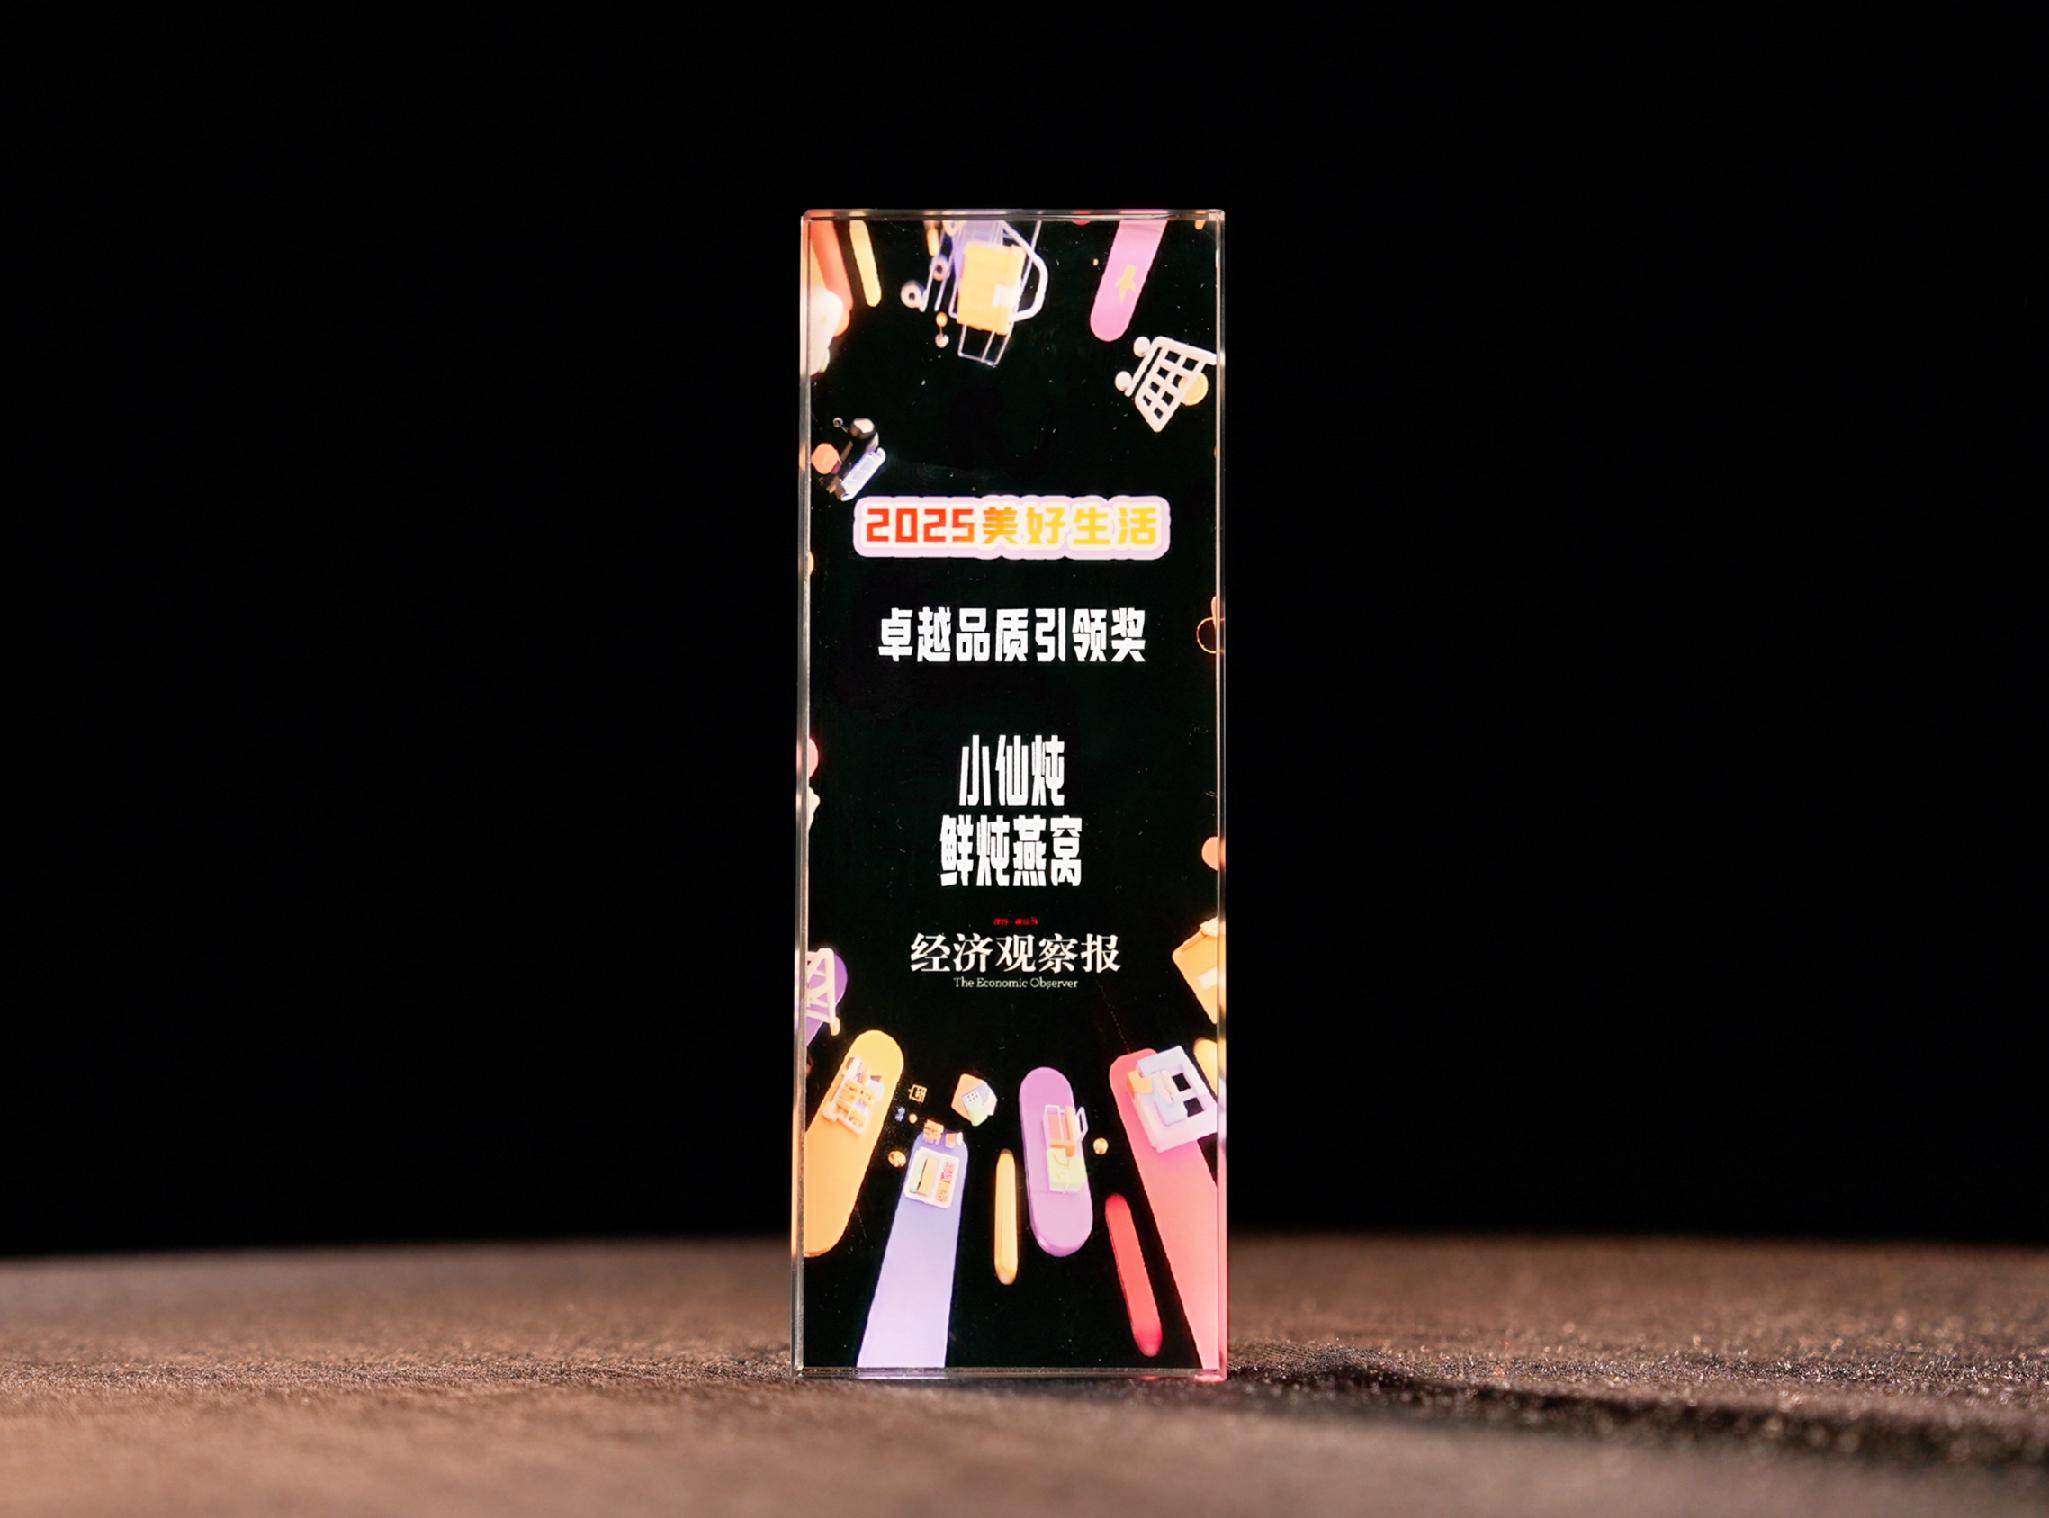 2025美好生活
卓越品质引领奖
小仙炖
鲜炖燕窝
经济观察报
The Economic Observer